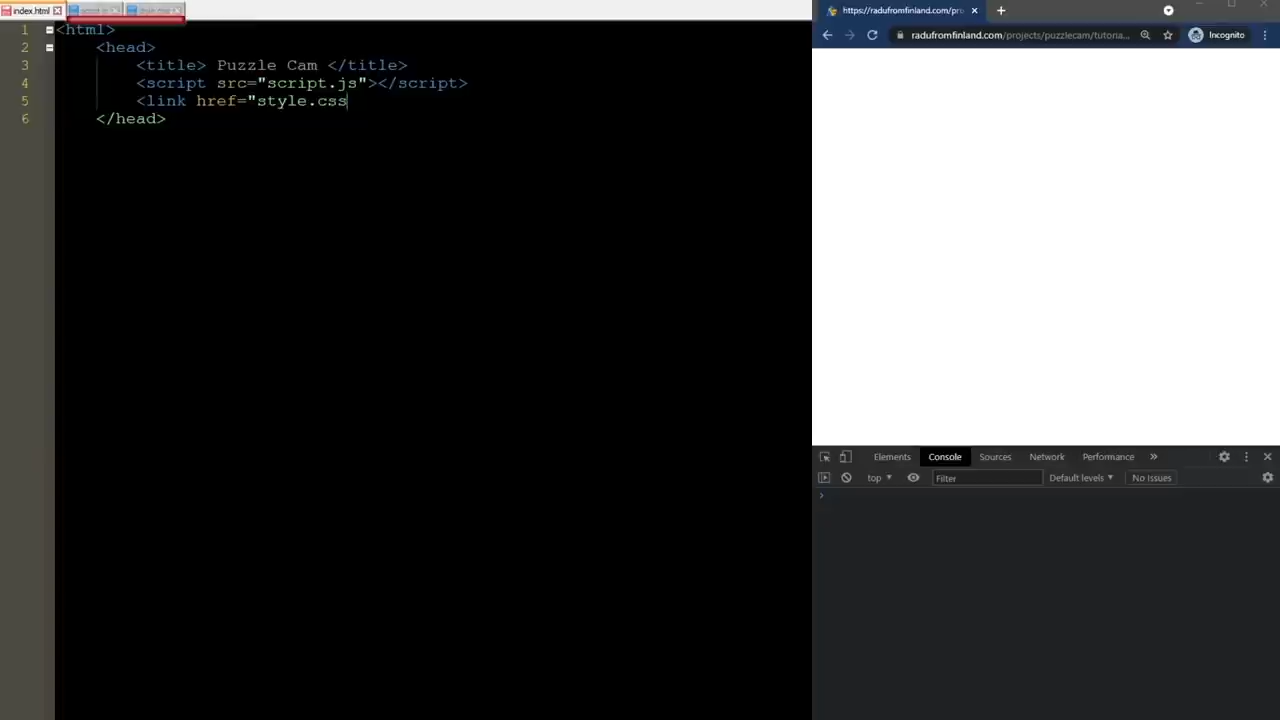 index.html
1 <html>
2 <head>
3 <title> Puzzle Cam </title>
4 <script src="script.js"></script>
5 <link href="style.css
6 </head>
https://radufromfinland.com/pro
radufromfinland.com/projects/puzzlecam/tutoria...
Incognito
Elements Console Sources Network Performance »
top Filter Default levels No Issues